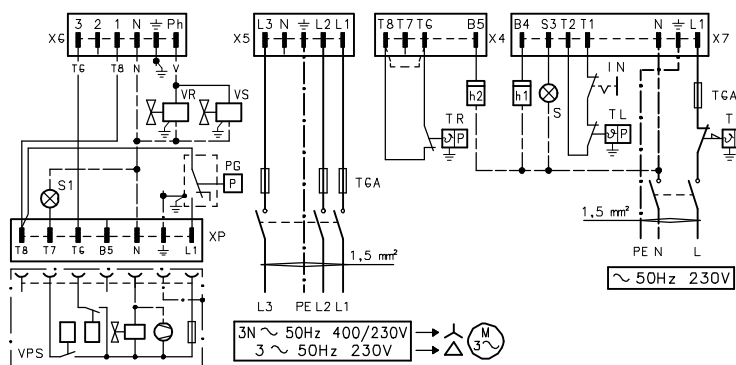 3 2 1 N ⏚ Ph
X6
T6 T8 N V
L3 N ⏚ L2 L1
X5
T8 T7 T6 B5
X4
B4 S3 T2 T1 N ⏚ L1
X7
VR VS
h2
h1
S
IN
TR
ϑ P
TL
ϑ P
T6A
T
ϑ
PG
P
S1
T6A
XP
T8 T7 T6 B5 N ⏚ L1
VPS
1,5 mm²
L3 PE L2 L1
1,5 mm²
PE N L
~ 50Hz 230V
3N ~ 50Hz 400/230V
3 ~ 50Hz 230V
M
3~